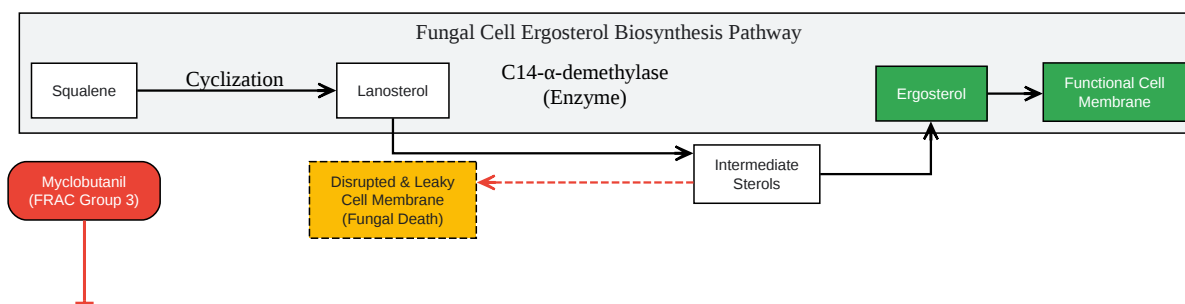 Fungal Cell Ergosterol Biosynthesis Pathway
Squalene
Cyclization
Lanosterol
C14-α-demethylase
(Enzyme)
Ergosterol
Functional Cell
Membrane
Myclobutanil
(FRAC Group 3)
Disrupted & Leaky
Cell Membrane
(Fungal Death)
Intermediate
Sterols